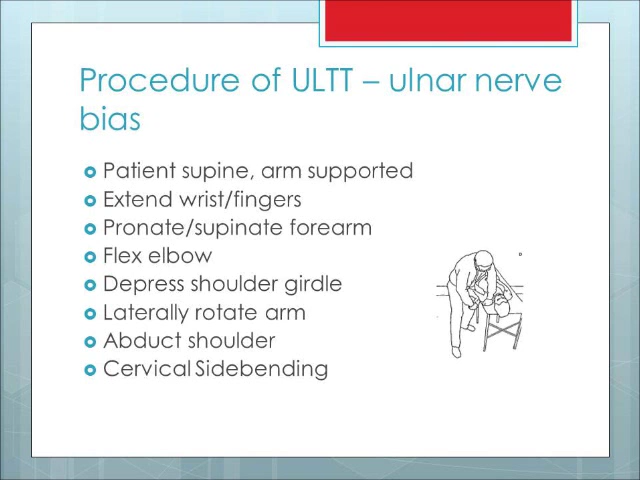 Procedure of ULTT – ulnar nerve
bias
Patient supine, arm supported
Extend wrist/fingers
Pronate/supinate forearm
Flex elbow
Depress shoulder girdle
Laterally rotate arm
Abduct shoulder
Cervical Sidebending